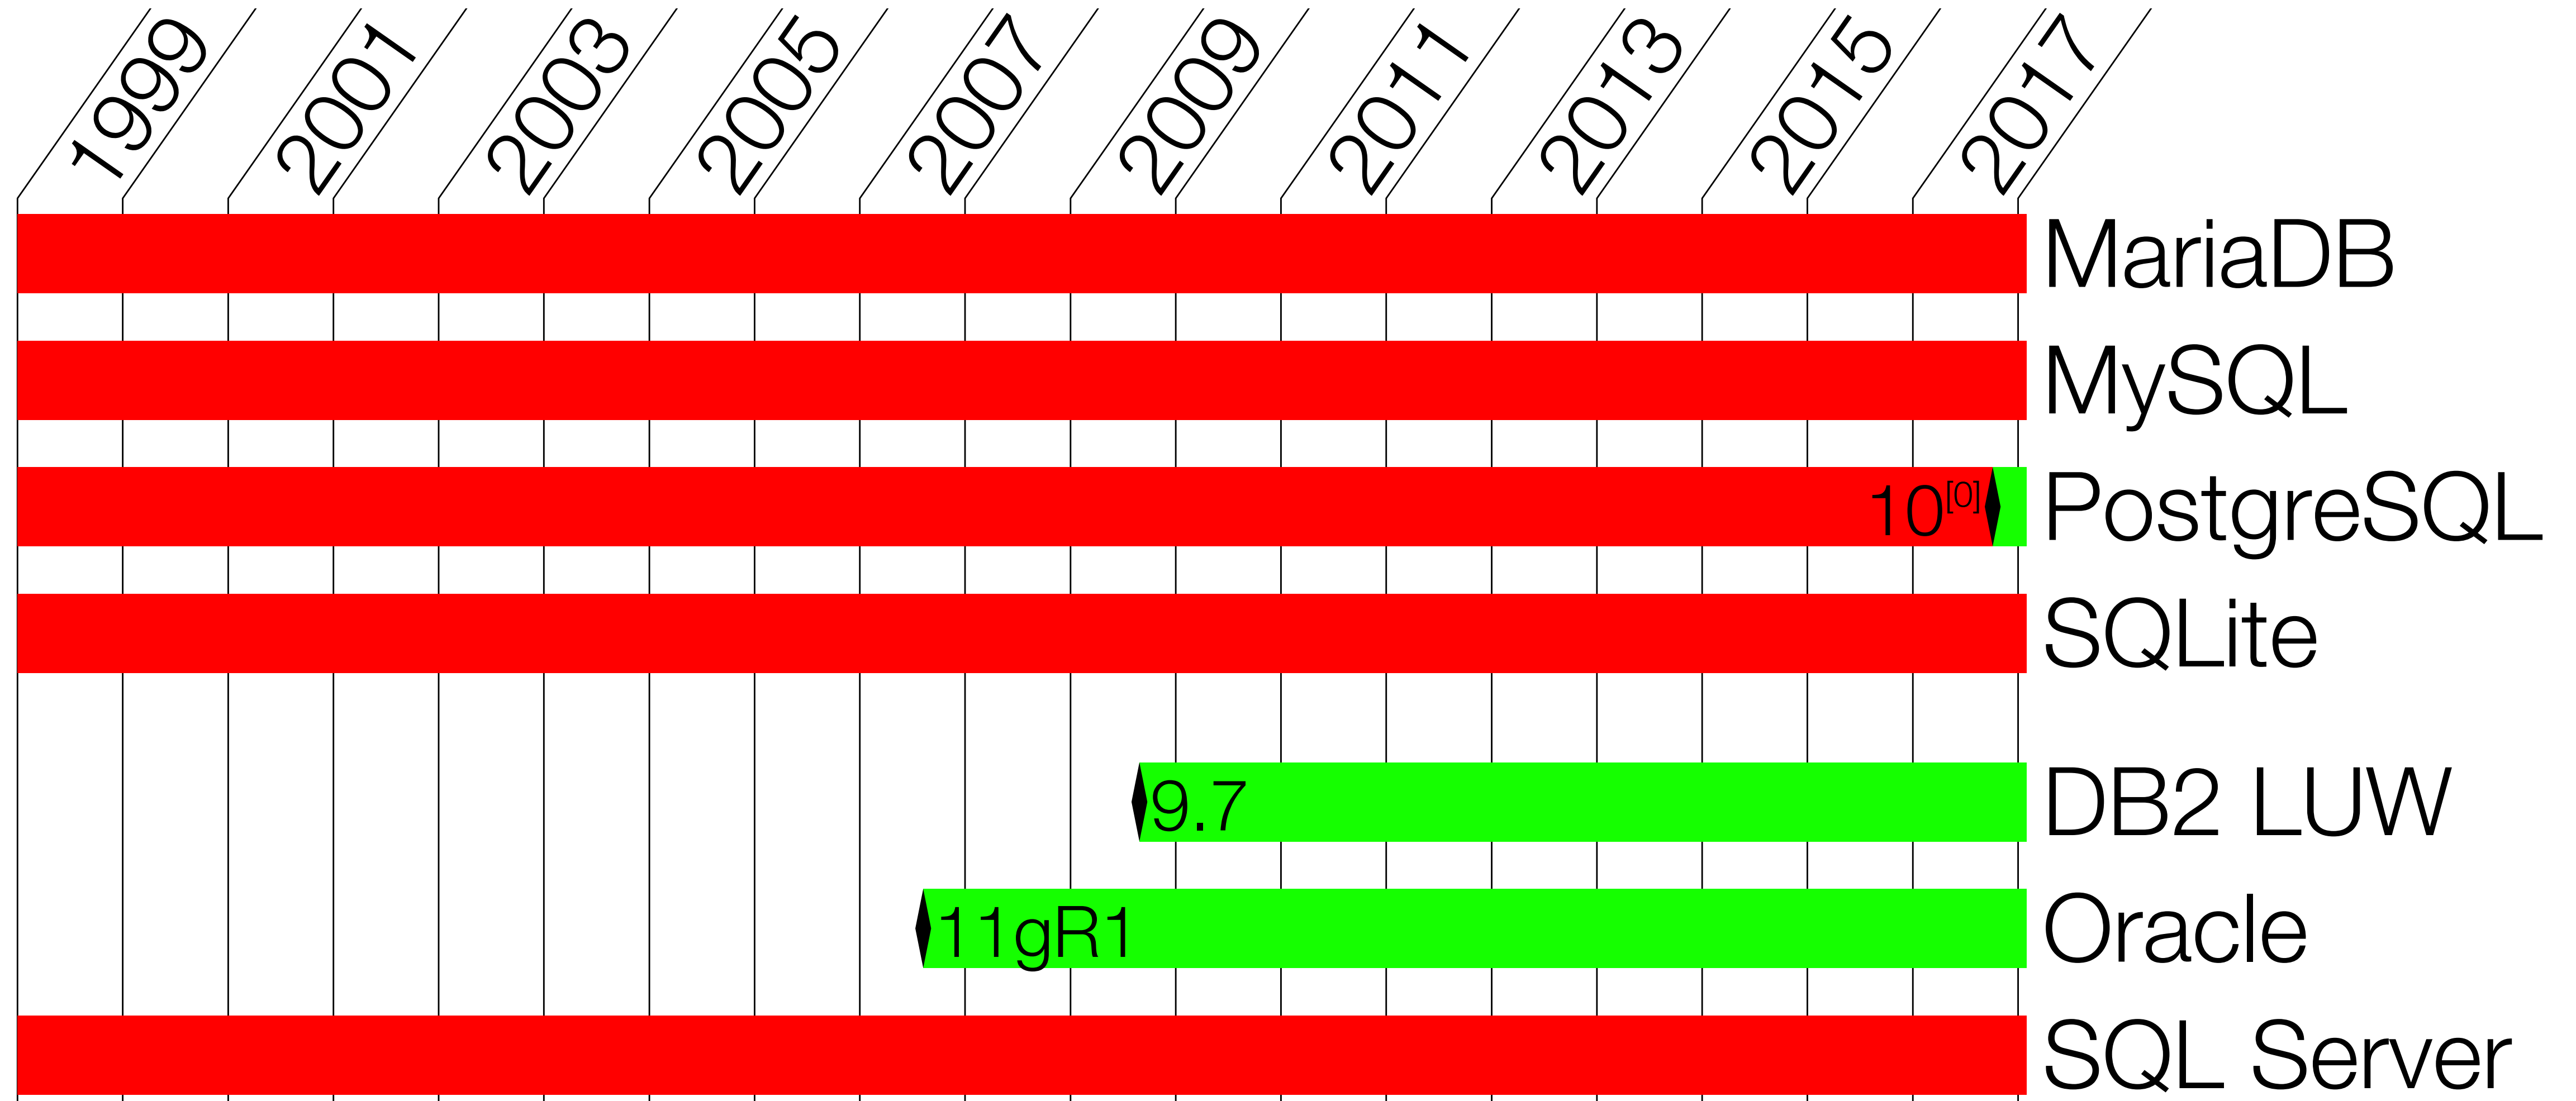 1999
2001
2003
2005
2007
2009
2011
2013
2015
2017
MariaDB
MySQL
10[0] PostgreSQL
SQLite
9.7 DB2 LUW
11gR1 Oracle
SQL Server